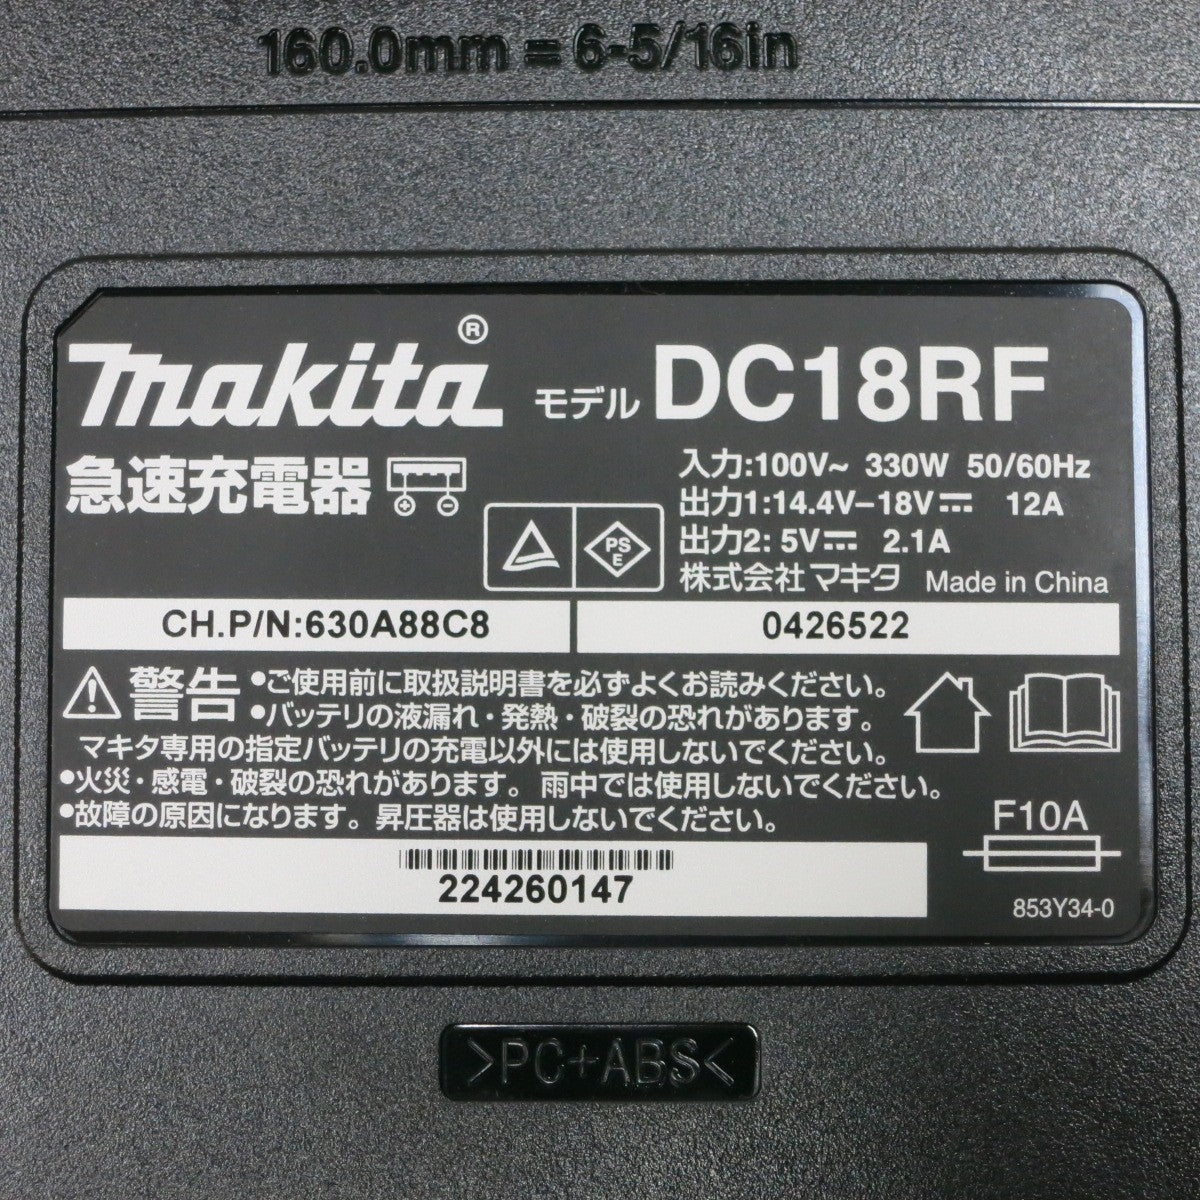 160.0mm = 6-5/16in
makita® モデル DC18RF
急速充電器
入力:100V~ 330W 50/60Hz
出力1:14.4V–18V⎓ 12A
出力2: 5V⎓ 2.1A
PS
E
株式会社マキタ Made in China
CH.P/N:630A88C8 0426522
警告 •ご使用前に取扱説明書を必ずよくお読みください。
•バッテリの液漏れ・発熱・破裂の恐れがあります。
マキタ専用の指定バッテリの充電以外には使用しないでください。
•火災・感電・破裂の恐れがあります。雨中では使用しないでください。
•故障の原因になります。昇圧器は使用しないでください。
F10A
224260147
853Y34-0
>PC+ABS<